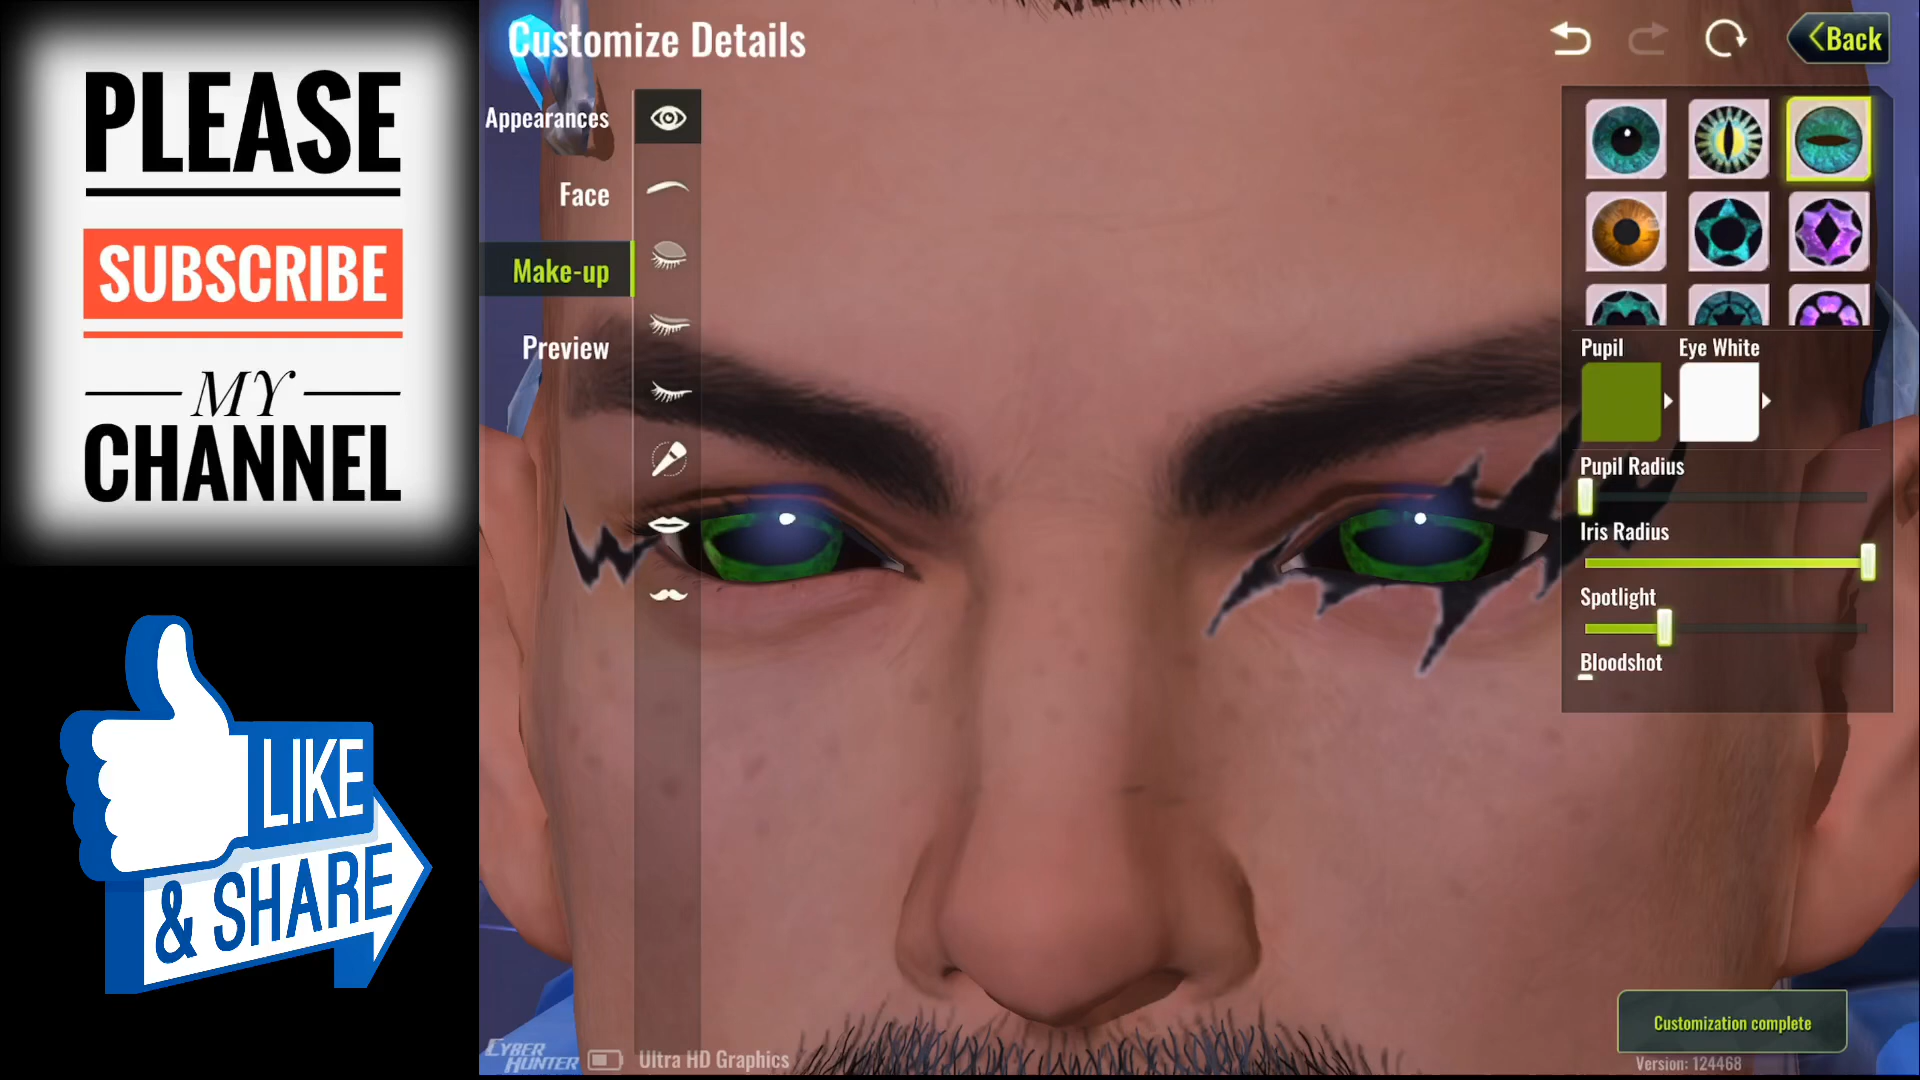 PLEASE
SUBSCRIBE
MY
CHANNEL
LIKE
& SHARE
Customize Details
Back
Appearances
Face
Make-up
Preview
Pupil
Eye White
Pupil Radius
Iris Radius
Spotlight
Bloodshot
Customization complete
CYBER
HUNTER
Ultra HD Graphics
Version: 124468